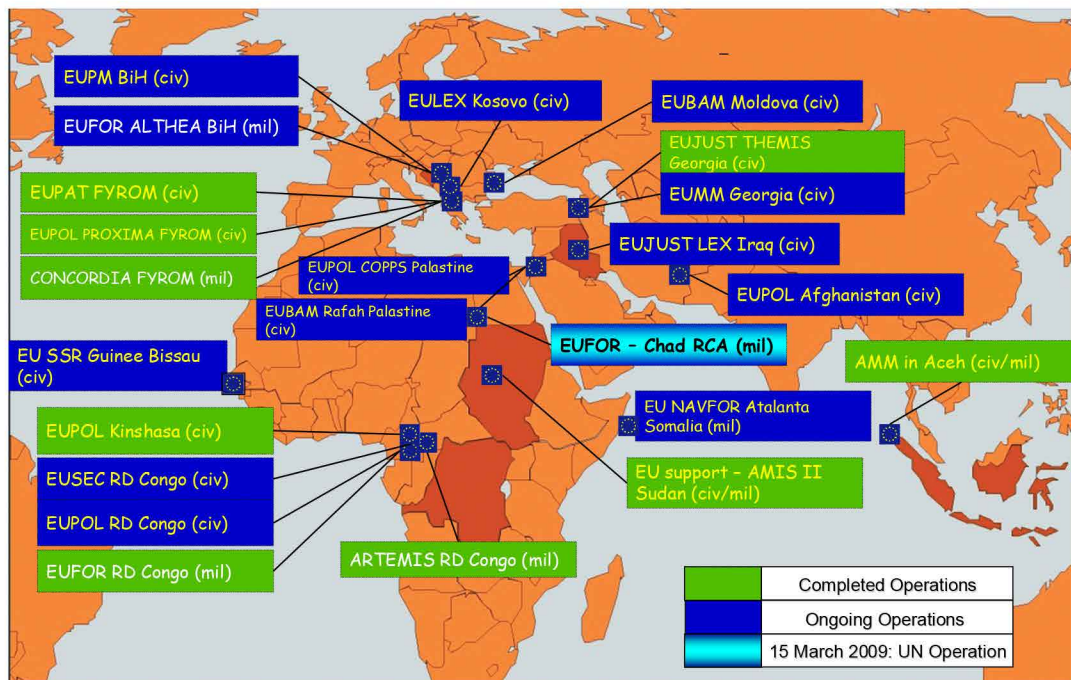 EUPM BiH (civ)
EUFOR ALTHEA BiH (mil)
EULEX Kosovo (civ)
EUBAM Moldova (civ)
EUJUST THEMIS
Georgia (civ)
EUMM Georgia (civ)
EUPAT FYROM (civ)
EUPOL PROXIMA FYROM (civ)
CONCORDIA FYROM (mil)
EUPOL COPPS Palastine
(civ)
EUBAM Rafah Palastine
(civ)
EUJUST LEX Iraq (civ)
EUPOL Afghanistan (civ)
EUFOR – Chad RCA (mil)
EU SSR Guinee Bissau
(civ)
AMM in Aceh (civ/mil)
EU NAVFOR Atalanta
Somalia (mil)
EUPOL Kinshasa (civ)
EUSEC RD Congo (civ)
EUPOL RD Congo (civ)
EUFOR RD Congo (mil)
EU support – AMIS II
Sudan (civ/mil)
ARTEMIS RD Congo (mil)
Completed Operations
Ongoing Operations
15 March 2009: UN Operation